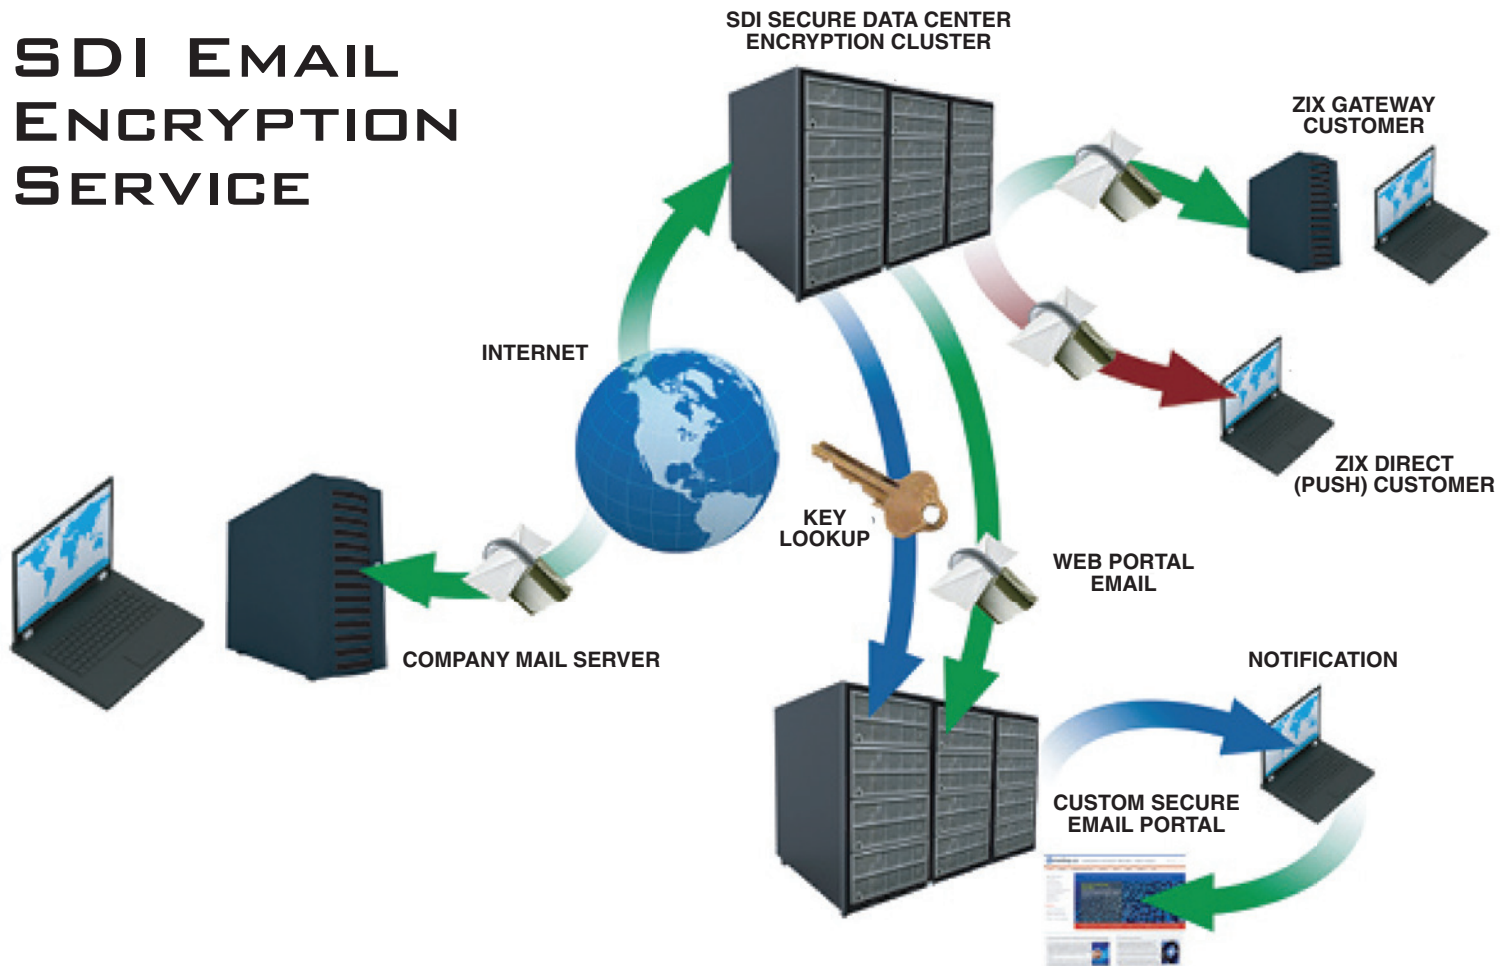 SDI EMAIL
ENCRYPTION
SERVICE
SDI SECURE DATA CENTER
ENCRYPTION CLUSTER
ZIX GATEWAY
CUSTOMER
INTERNET
ZIX DIRECT
(PUSH) CUSTOMER
KEY
LOOKUP
WEB PORTAL
EMAIL
COMPANY MAIL SERVER
NOTIFICATION
CUSTOM SECURE
EMAIL PORTAL